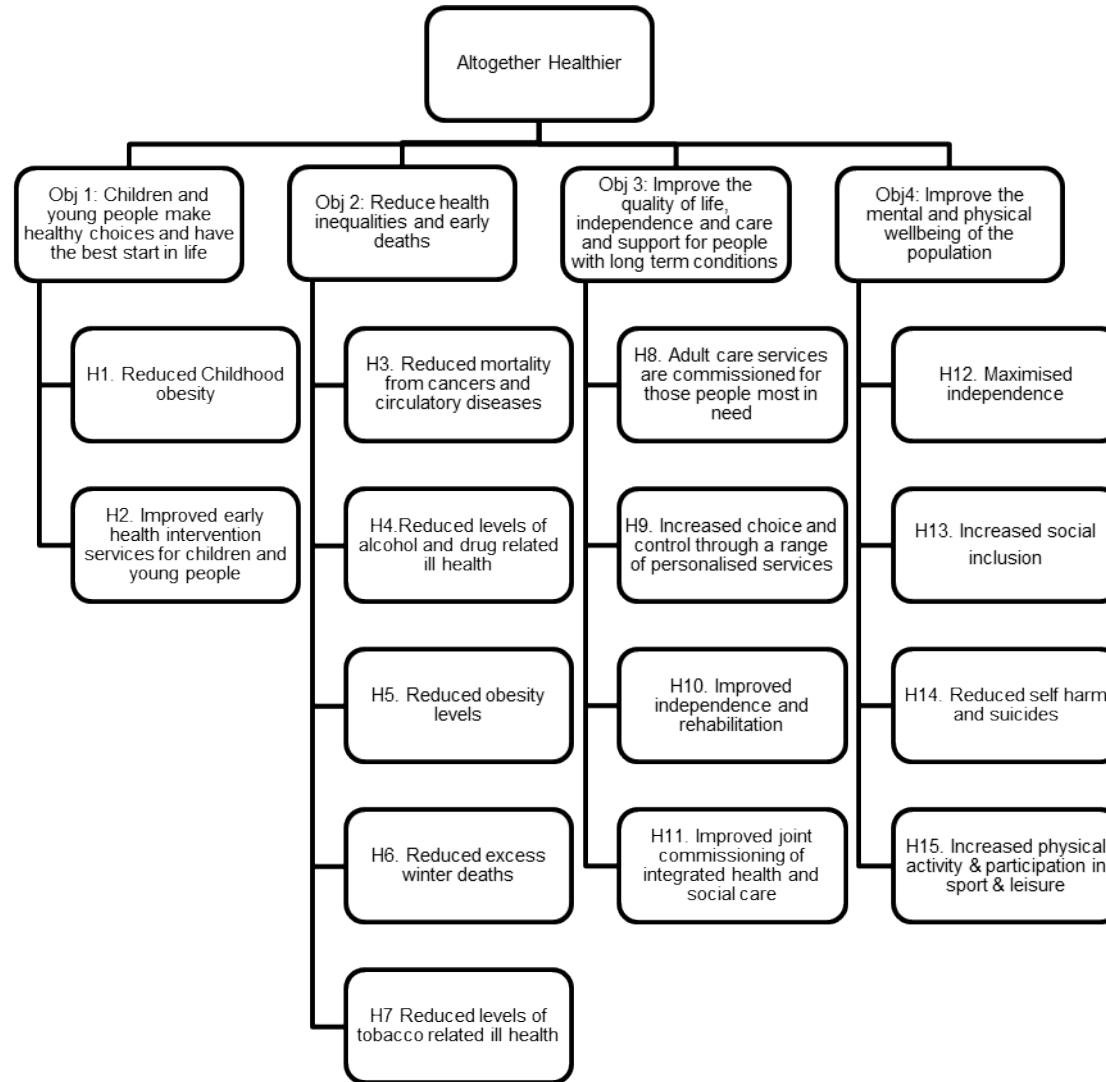 Altogether Healthier
Obj 1: Children and
young people make
healthy choices and have
the best start in life
Obj 2: Reduce health
inequalities and early
deaths
Obj 3: Improve the
quality of life,
independence and care
and support for people
with long term conditions
Obj4: Improve the
mental and physical
wellbeing of the
population
H1. Reduced Childhood
obesity
H2. Improved early
health intervention
services for children and
young people
H3. Reduced mortality
from cancers and
circulatory diseases
H4.Reduced levels of
alcohol and drug related
ill health
H5. Reduced obesity
levels
H6. Reduced excess
winter deaths
H7 Reduced levels of
tobacco related ill health
H8. Adult care services
are commissioned for
those people most in
need
H9. Increased choice and
control through a range
of personalised services
H10. Improved
independence and
rehabilitation
H11. Improved joint
commissioning of
integrated health and
social care
H12. Maximised
independence
H13. Increased social
inclusion
H14. Reduced self harm
and suicides
H15. Increased physical
activity & participation in
sport & leisure